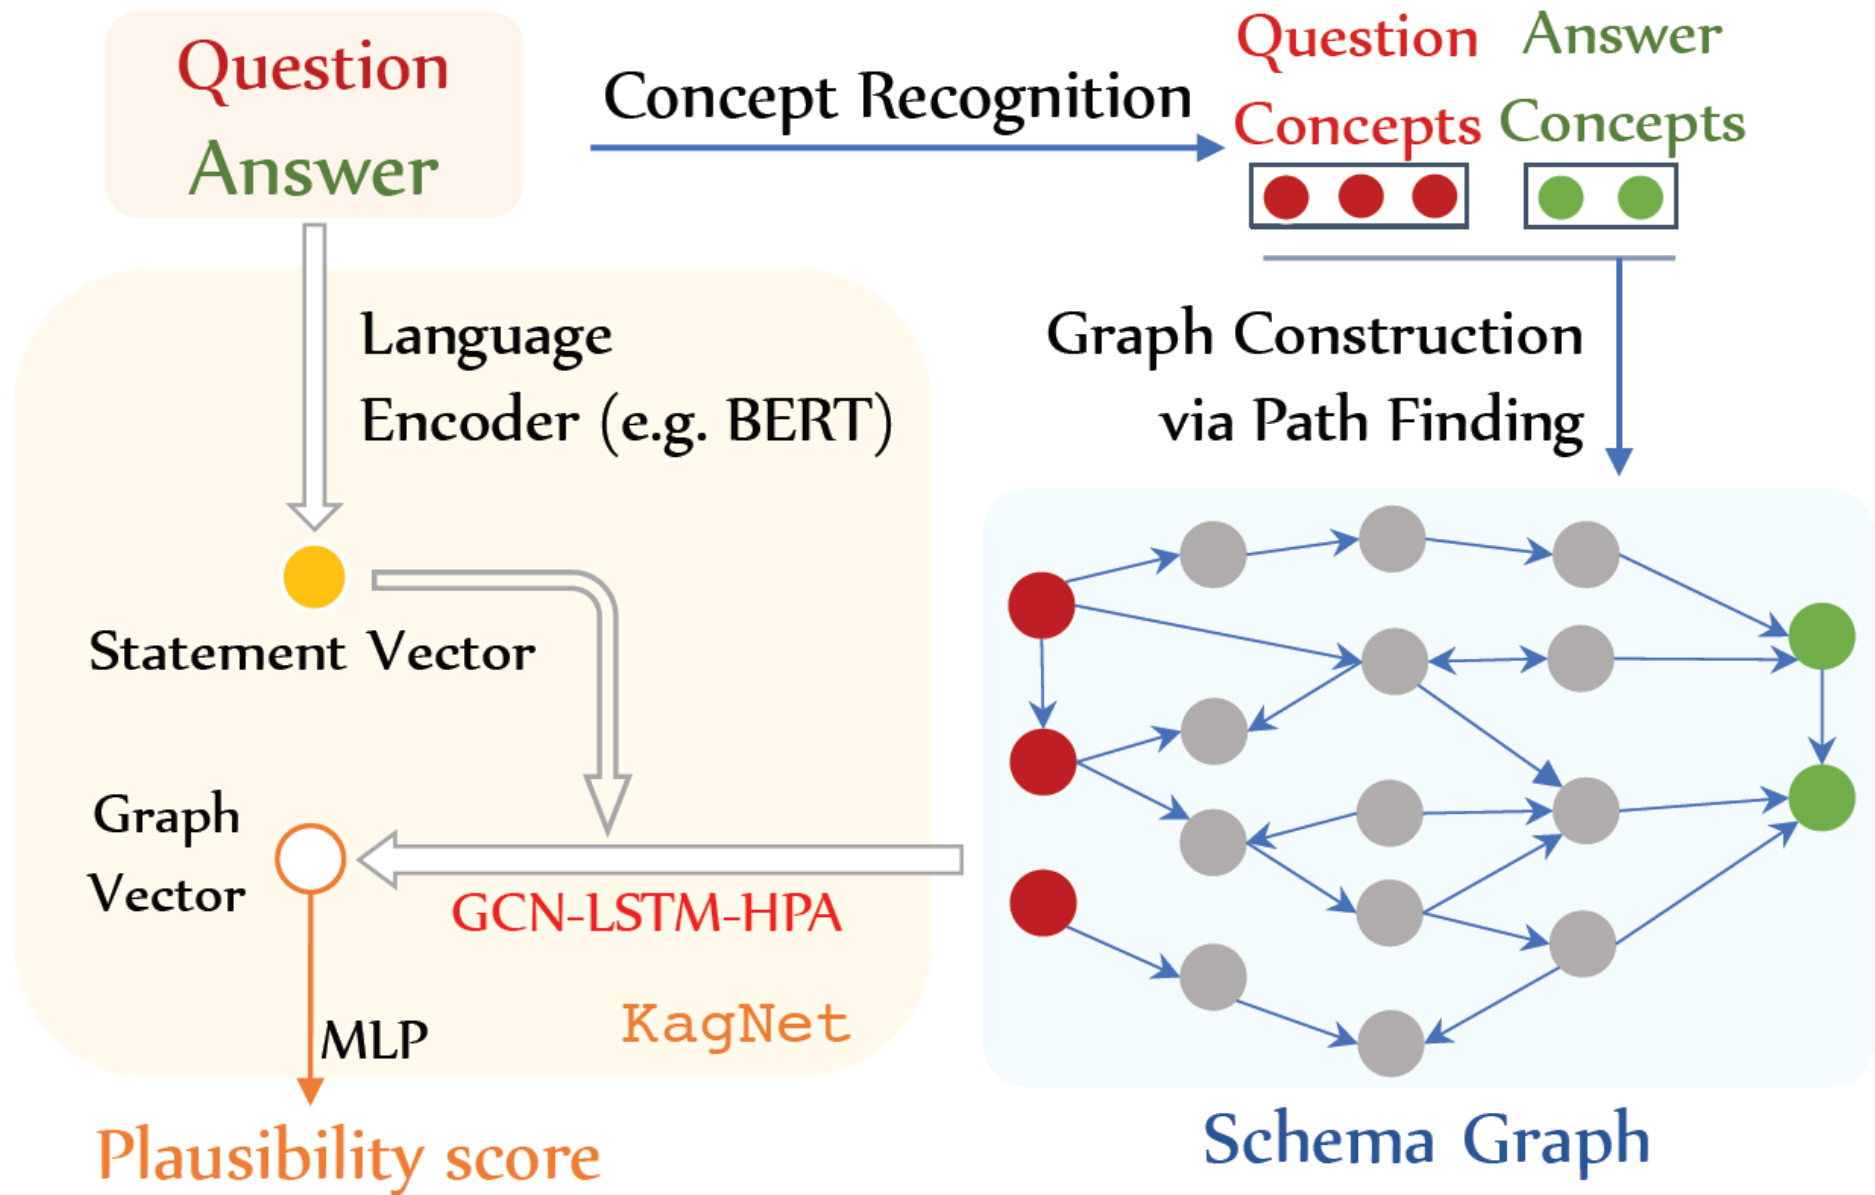 Question
Answer
Concept Recognition
Question
Concepts
Answer
Concepts
Language
Encoder (e.g. BERT)
Graph Construction
via Path Finding
Statement Vector
Graph
Vector
GCN-LSTM-HPA
KagNet
MLP
Plausibility score
Schema Graph